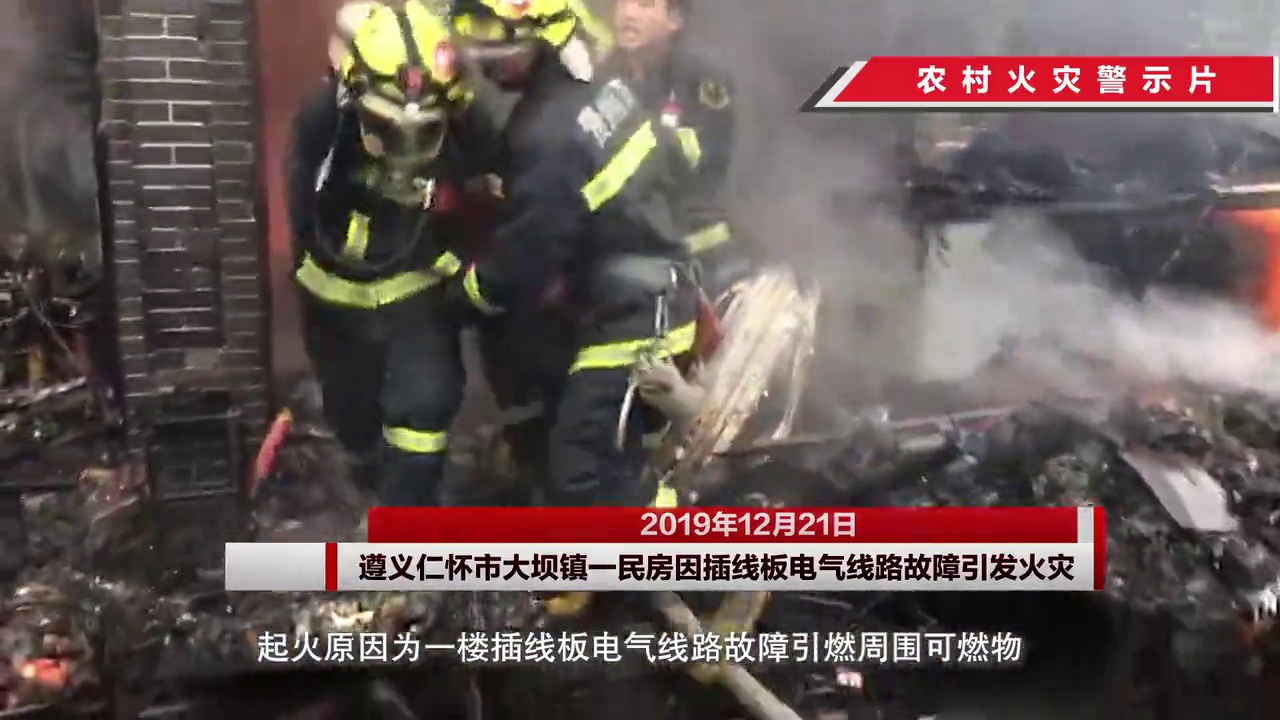 农村火灾警示片
2019年12月21日
遵义仁怀市大坝镇一民房因插线板电气线路故障引发火灾
起火原因为一楼插线板电气线路故障引燃周围可燃物